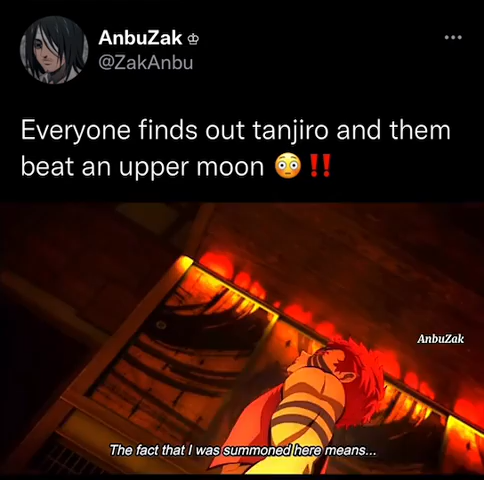 AnbuZak ♔
@ZakAnbu
Everyone finds out tanjiro and them
beat an upper moon 😳‼️
AnbuZak
The fact that I was summoned here means...